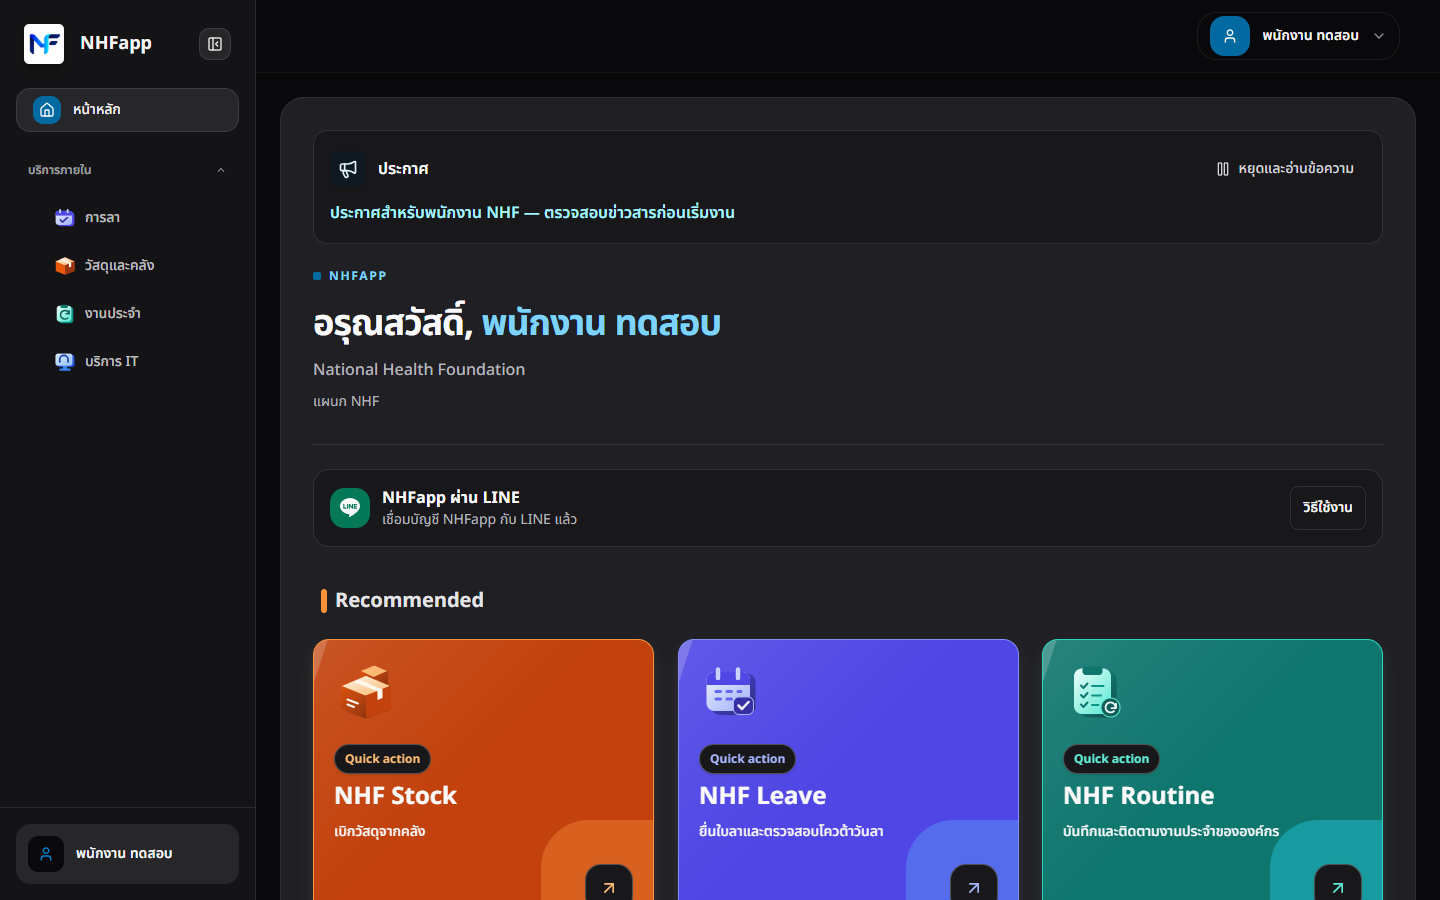 NHFapp
พนักงาน ทดสอบ
หน้าหลัก
บริการภายใน
การลา
วัสดุและคลัง
งานประจำ
บริการ IT
พนักงาน ทดสอบ
ประกาศ
หยุดและอ่านข้อความ
ประกาศสำหรับพนักงาน NHF — ตรวจสอบข่าวสารก่อนเริ่มงาน
NHFAPP
อรุณสวัสดิ์, พนักงาน ทดสอบ
National Health Foundation
แผนก NHF
LINE
NHFapp ผ่าน LINE
เชื่อมบัญชี NHFapp กับ LINE แล้ว
วิธีใช้งาน
Recommended
Quick action
NHF Stock
เบิกวัสดุจากคลัง
Quick action
NHF Leave
ยื่นใบลาและตรวจสอบโควต้าวันลา
Quick action
NHF Routine
บันทึกและติดตามงานประจำขององค์กร